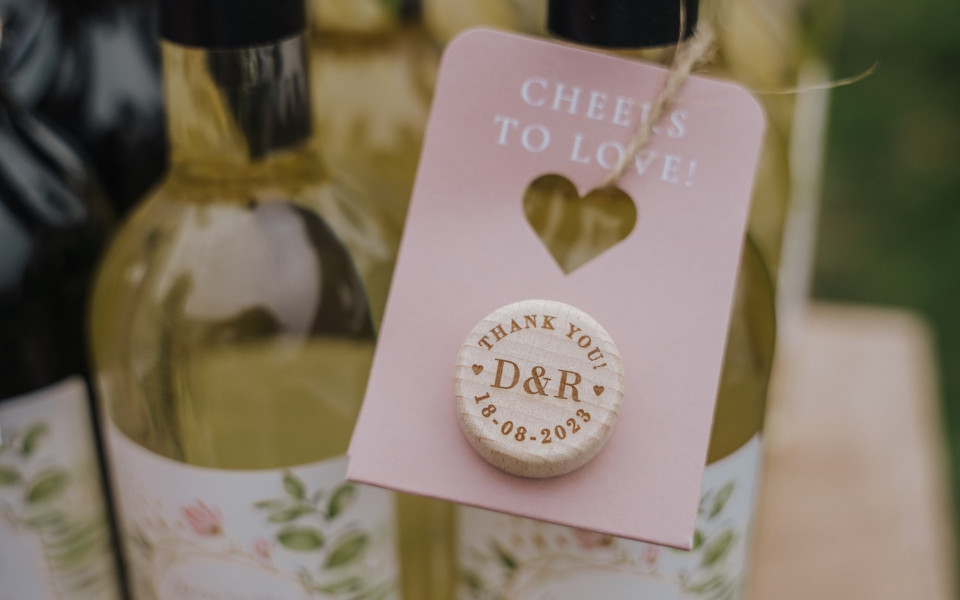 CHEERS
TO LOVE!
THANK YOU!
D&R
18-08-2023